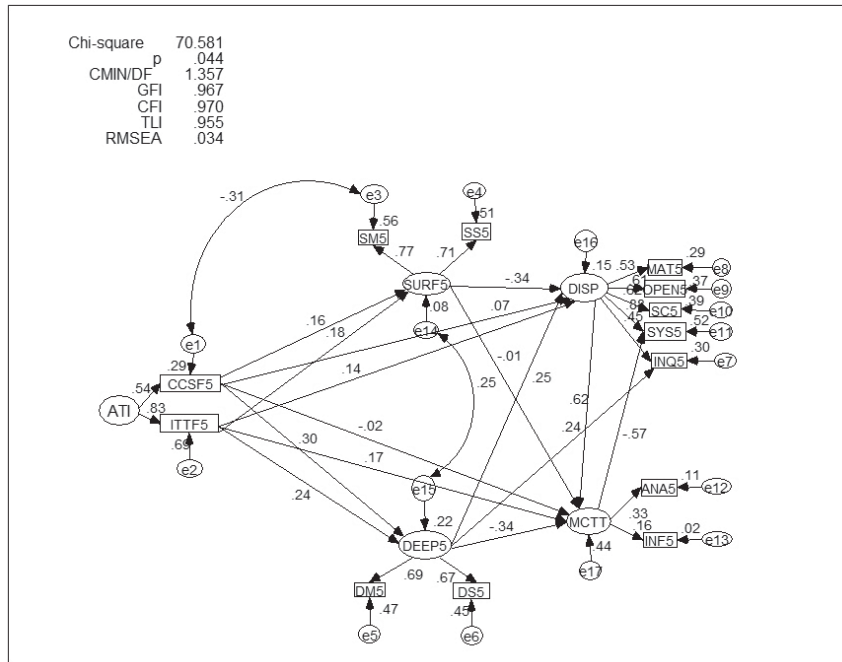 Chi-square 70.581
p .044
CMIN/DF 1.357
GFI .967
CFI .970
TLI .955
RMSEA .034
-.31
e3
e4
.56
.51
SM5
SS5
e16
.77
.71
.15
.53
MAT5
.29
e8
SURF5
-.34
DISP
.61
OPEN5
.37
e9
.62
.08
.07
.88
SC5
.39
e10
e14
.16
.45
SYS5
.52
e11
e1
.18
-.01
.29
.14
INQ5
.30
e7
CCSF5
.25
.25
.54
ATI
.83
ITTF5
-.02
.62
.24
.69
.30
.17
-.57
e2
.24
e15
ANA5
.11
e12
.22
MCTT
.33
DEEP5
-.34
.16
INF5
.02
e13
.44
.69
.67
e17
DM5
DS5
.47
.45
e5
e6